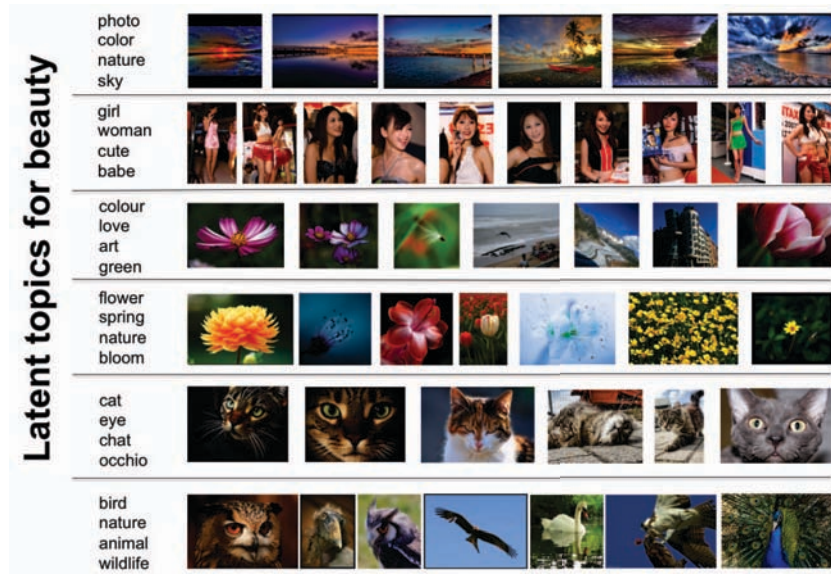 Latent topics for beauty
photo
color
nature
sky
girl
woman
cute
babe
colour
love
art
green
flower
spring
nature
bloom
cat
eye
chat
occhio
bird
nature
animal
wildlife